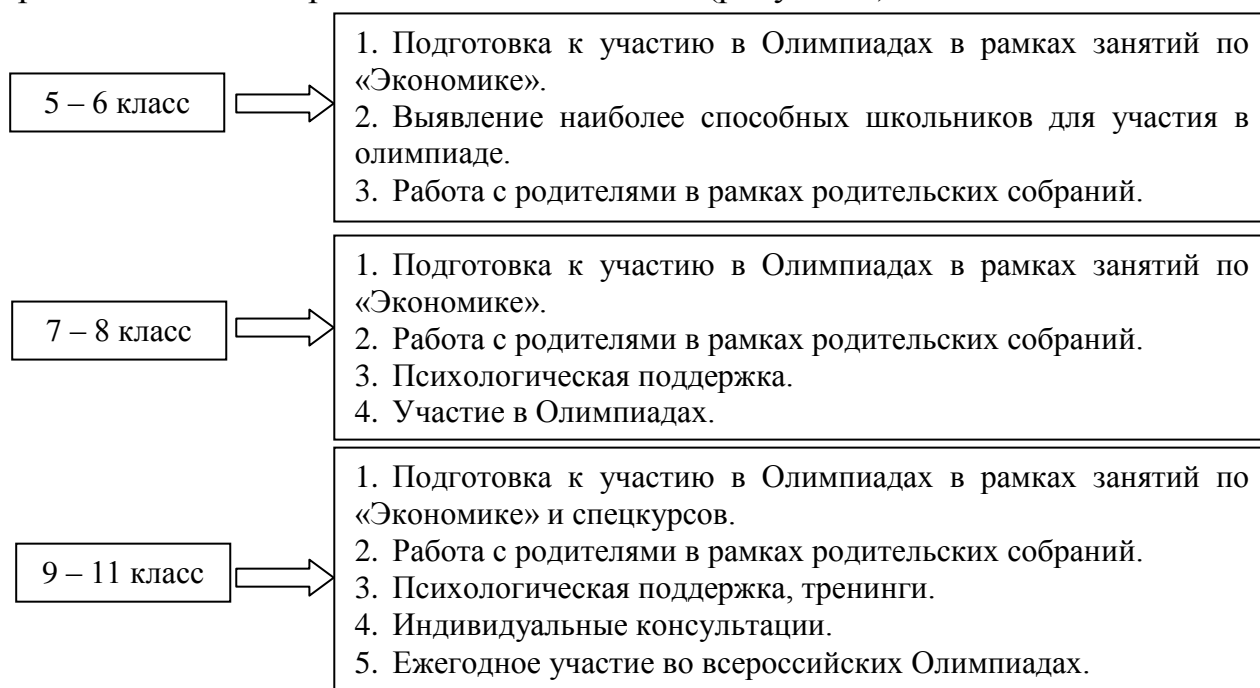 5 – 6 класс
1. Подготовка к участию в Олимпиадах в рамках занятий по
«Экономике».
2. Выявление наиболее способных школьников для участия в
олимпиаде.
3. Работа с родителями в рамках родительских собраний.
7 – 8 класс
1. Подготовка к участию в Олимпиадах в рамках занятий по
«Экономике».
2. Работа с родителями в рамках родительских собраний.
3. Психологическая поддержка.
4. Участие в Олимпиадах.
9 – 11 класс
1. Подготовка к участию в Олимпиадах в рамках занятий по
«Экономике» и спецкурсов.
2. Работа с родителями в рамках родительских собраний.
3. Психологическая поддержка, тренинги.
4. Индивидуальные консультации.
5. Ежегодное участие во всероссийских Олимпиадах.